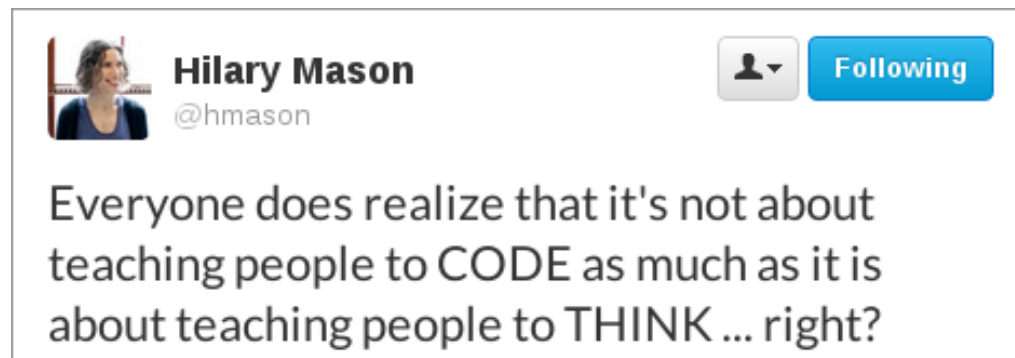 Hilary Mason
Following
@hmason
Everyone does realize that it's not about
teaching people to CODE as much as it is
about teaching people to THINK ... right?